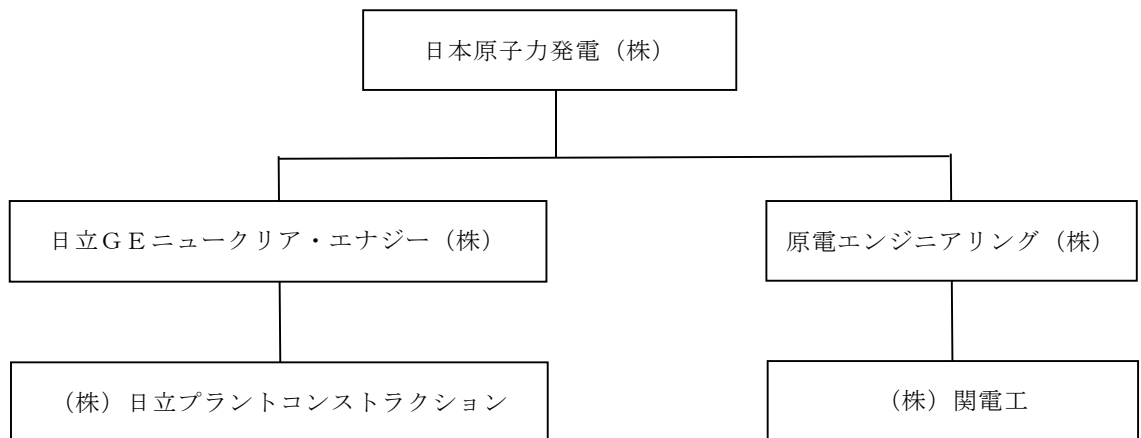 日本原子力発電（株）
日立ＧＥニュークリア・エナジー（株）
原電エンジニアリング（株）
（株）日立プラントコンストラクション
（株）関電工